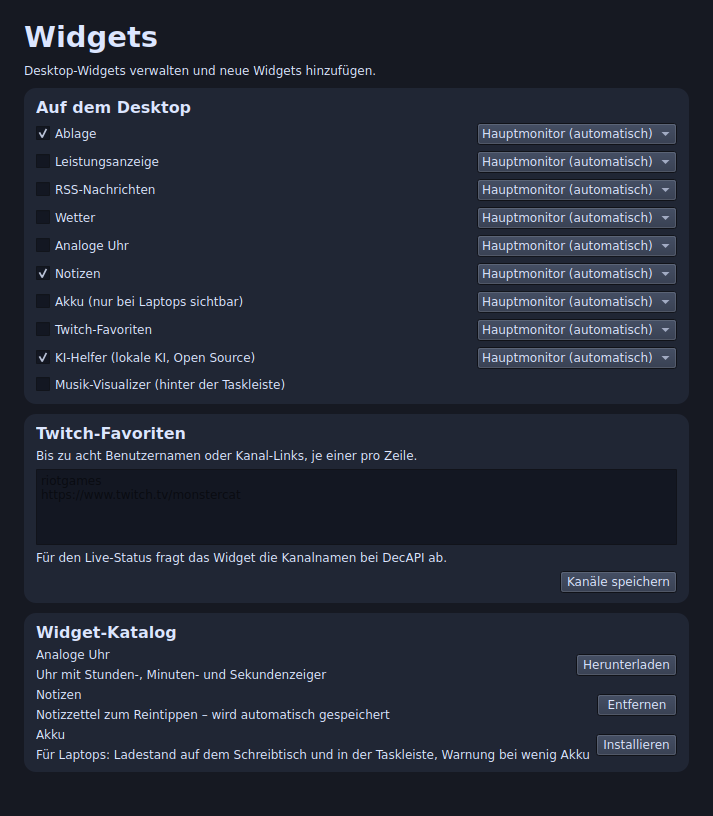 Widgets
Desktop-Widgets verwalten und neue Widgets hinzufügen.
Auf dem Desktop
Ablage Hauptmonitor (automatisch)
Leistungsanzeige Hauptmonitor (automatisch)
RSS-Nachrichten Hauptmonitor (automatisch)
Wetter Hauptmonitor (automatisch)
Analoge Uhr Hauptmonitor (automatisch)
Notizen Hauptmonitor (automatisch)
Akku (nur bei Laptops sichtbar) Hauptmonitor (automatisch)
Twitch-Favoriten Hauptmonitor (automatisch)
KI-Helfer (lokale KI, Open Source) Hauptmonitor (automatisch)
Musik-Visualizer (hinter der Taskleiste)
Twitch-Favoriten
Bis zu acht Benutzernamen oder Kanal-Links, je einer pro Zeile.
riotgames
https://www.twitch.tv/monstercat
Für den Live-Status fragt das Widget die Kanalnamen bei DecAPI ab.
Kanäle speichern
Widget-Katalog
Analoge Uhr
Uhr mit Stunden-, Minuten- und Sekundenzeiger
Herunterladen
Notizen
Notizzettel zum Reintippen – wird automatisch gespeichert
Entfernen
Akku
Für Laptops: Ladestand auf dem Schreibtisch und in der Taskleiste, Warnung bei wenig Akku
Installieren